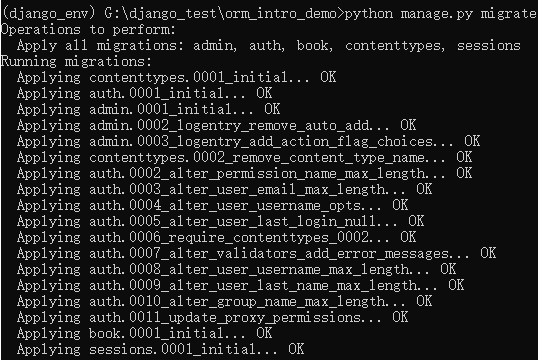 (django_env) G:\django_test\orm_intro_demo>python manage.py migrate
Operations to perform:
  Apply all migrations: admin, auth, book, contenttypes, sessions
Running migrations:
  Applying contenttypes.0001_initial... OK
  Applying auth.0001_initial... OK
  Applying admin.0001_initial... OK
  Applying admin.0002_logentry_remove_auto_add... OK
  Applying admin.0003_logentry_add_action_flag_choices... OK
  Applying contenttypes.0002_remove_content_type_name... OK
  Applying auth.0002_alter_permission_name_max_length... OK
  Applying auth.0003_alter_user_email_max_length... OK
  Applying auth.0004_alter_user_username_opts... OK
  Applying auth.0005_alter_user_last_login_null... OK
  Applying auth.0006_require_contenttypes_0002... OK
  Applying auth.0007_alter_validators_add_error_messages... OK
  Applying auth.0008_alter_user_username_max_length... OK
  Applying auth.0009_alter_user_last_name_max_length... OK
  Applying auth.0010_alter_group_name_max_length... OK
  Applying auth.0011_update_proxy_permissions... OK
  Applying book.0001_initial... OK
  Applying sessions.0001_initial... OK